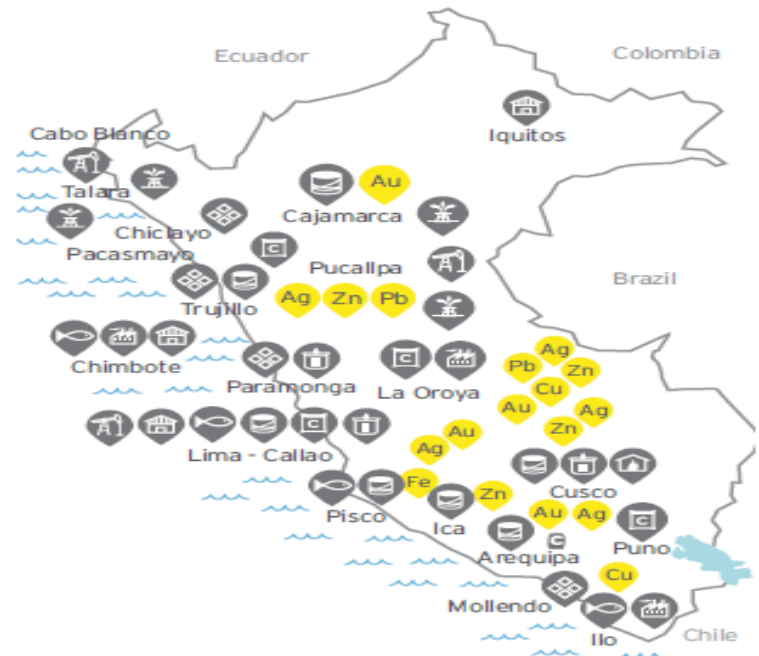 Ecuador
Colombia
Iquitos
Cabo Blanco
Talara
Au
Cajamarca
Chiclayo
Pacasmayo
C
Pucallpa
Brazil
Trujillo
Ag Zn Pb
Chimbote
Paramonga
C
La Oroya
Ag
Pb
Zn
Cu
Au
Ag
Zn
C
Lima - Callao
Au
Ag
Fe
Zn
Cusco
Pisco
Ica
Au
Ag
C
C
Arequipa
Puno
Cu
Mollendo
Ilo
Chile